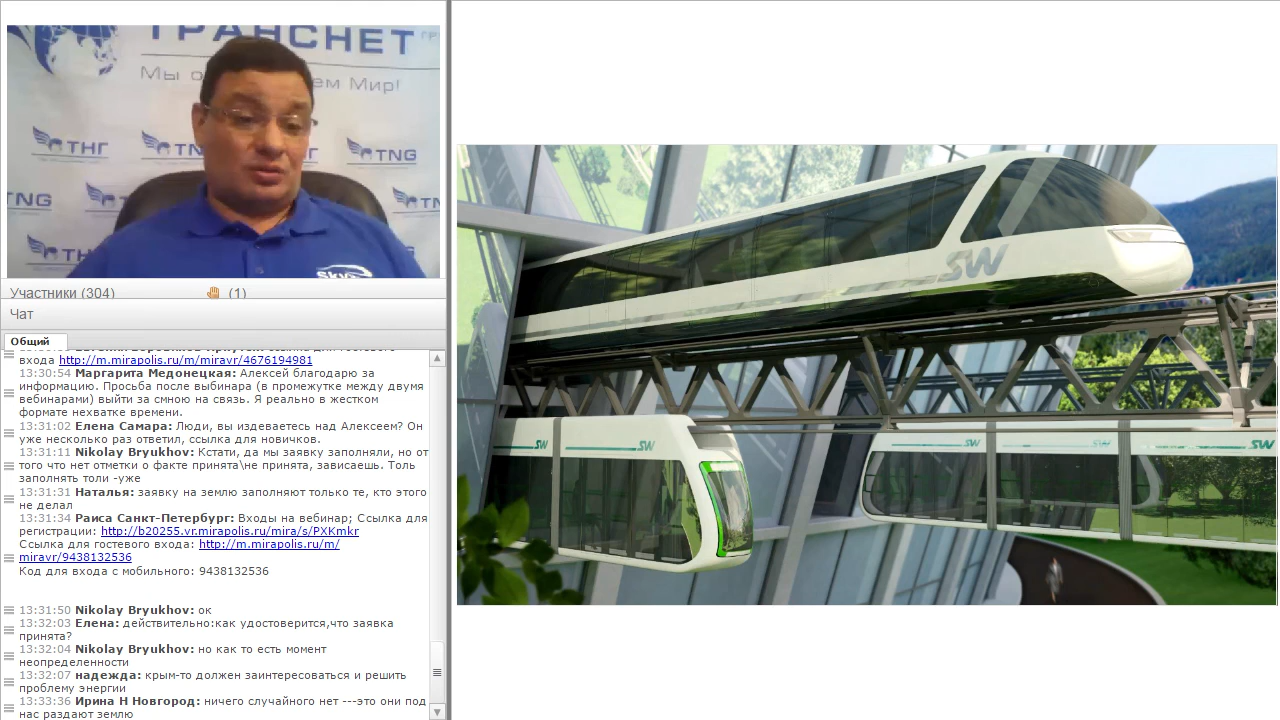 ТРАНСНЕТ
Мы о
ем Мир!
ТНГ
TNG
TNG
TNG
ТНГ
Sky
Участники (304)
(1)
Чат
Общий
входа http://m.mirapolis.ru/m/miravr/4676194981
13:30:54 Маргарита Медонецкая: Алексей благодарю за
информацию. Просьба после выбинара (в промежутке между двумя
вебинарами) выйти за смною на связь. Я реельно в жестком
формате нехватке времени.
13:31:02 Елена Самара: Люди, вы издеваетесь над Алексеем? Он
уже несколько раз ответил, ссылка для новичков.
13:31:11 Nikolay Bryukhov: Кстати, да мы заявку заполняли, но от
того что нет отметки о факте принята\не принята, зависаешь. Толь
заполнять толи -уже
13:31:31 Наталья: заявку на землю заполняют только те, кто этого
не делал
13:31:34 Раиса Санкт-Петербург: Входы на вебинар; Ссылка для
регистрации: http://b20255.vr.mirapolis.ru/mira/s/PXKmkr
Ссылка для гостевого входа: http://m.mirapolis.ru/m/
miravr/9438132536
Код для входа с мобильного: 9438132536
13:31:50 Nikolay Bryukhov: ок
13:32:03 Елена: действительно:как удостоверится,что заявка
принята?
13:32:04 Nikolay Bryukhov: но как то есть момент
неопределенности
13:32:07 надежда: крым-то должен заинтересоваться и решить
проблему энергии
13:33:36 Ирина Н Новгород: ничего случайного нет ---это они под
нас раздают землю
SW
SW
SW
SW
SW
SW